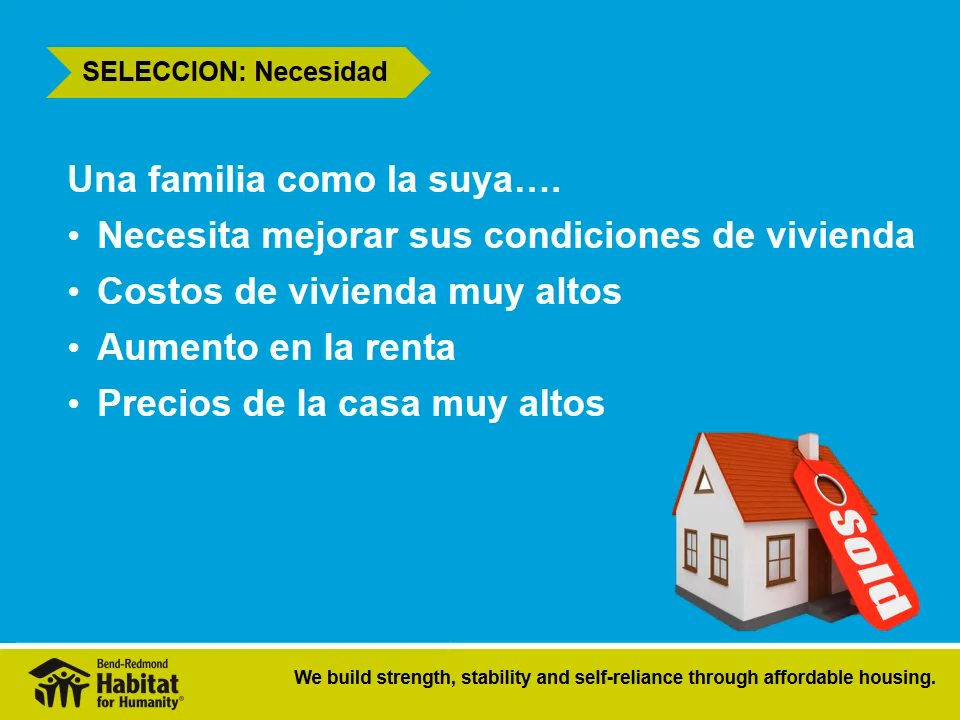 SELECCION: Necesidad
Una familia como la suya….
• Necesita mejorar sus condiciones de vivienda
• Costos de vivienda muy altos
• Aumento en la renta
• Precios de la casa muy altos
sold
Bend-Redmond
Habitat
for Humanity®
We build strength, stability and self-reliance through affordable housing.